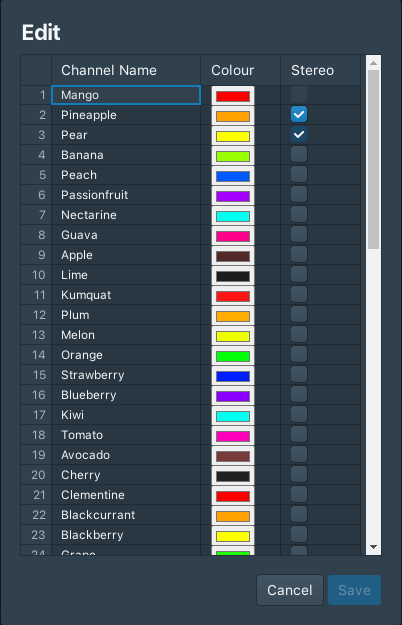 Edit
Channel Name Colour Stereo
1 Mango
2 Pineapple
3 Pear
4 Banana
5 Peach
6 Passionfruit
7 Nectarine
8 Guava
9 Apple
10 Lime
11 Kumquat
12 Plum
13 Melon
14 Orange
15 Strawberry
16 Blueberry
17 Kiwi
18 Tomato
19 Avocado
20 Cherry
21 Clementine
22 Blackcurrant
23 Blackberry
24 Grape
Cancel Save